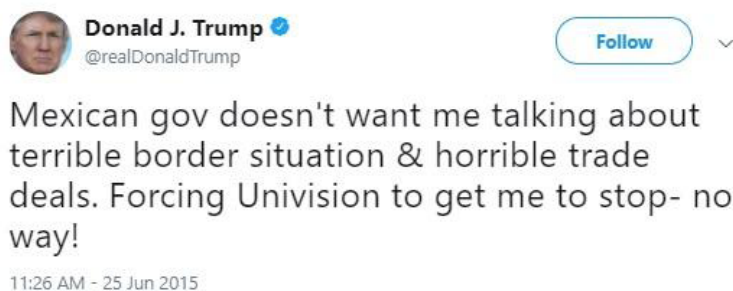 Donald J. Trump
@realDonaldTrump
Follow
Mexican gov doesn't want me talking about
terrible border situation & horrible trade
deals. Forcing Univision to get me to stop- no
way!
11:26 AM - 25 Jun 2015